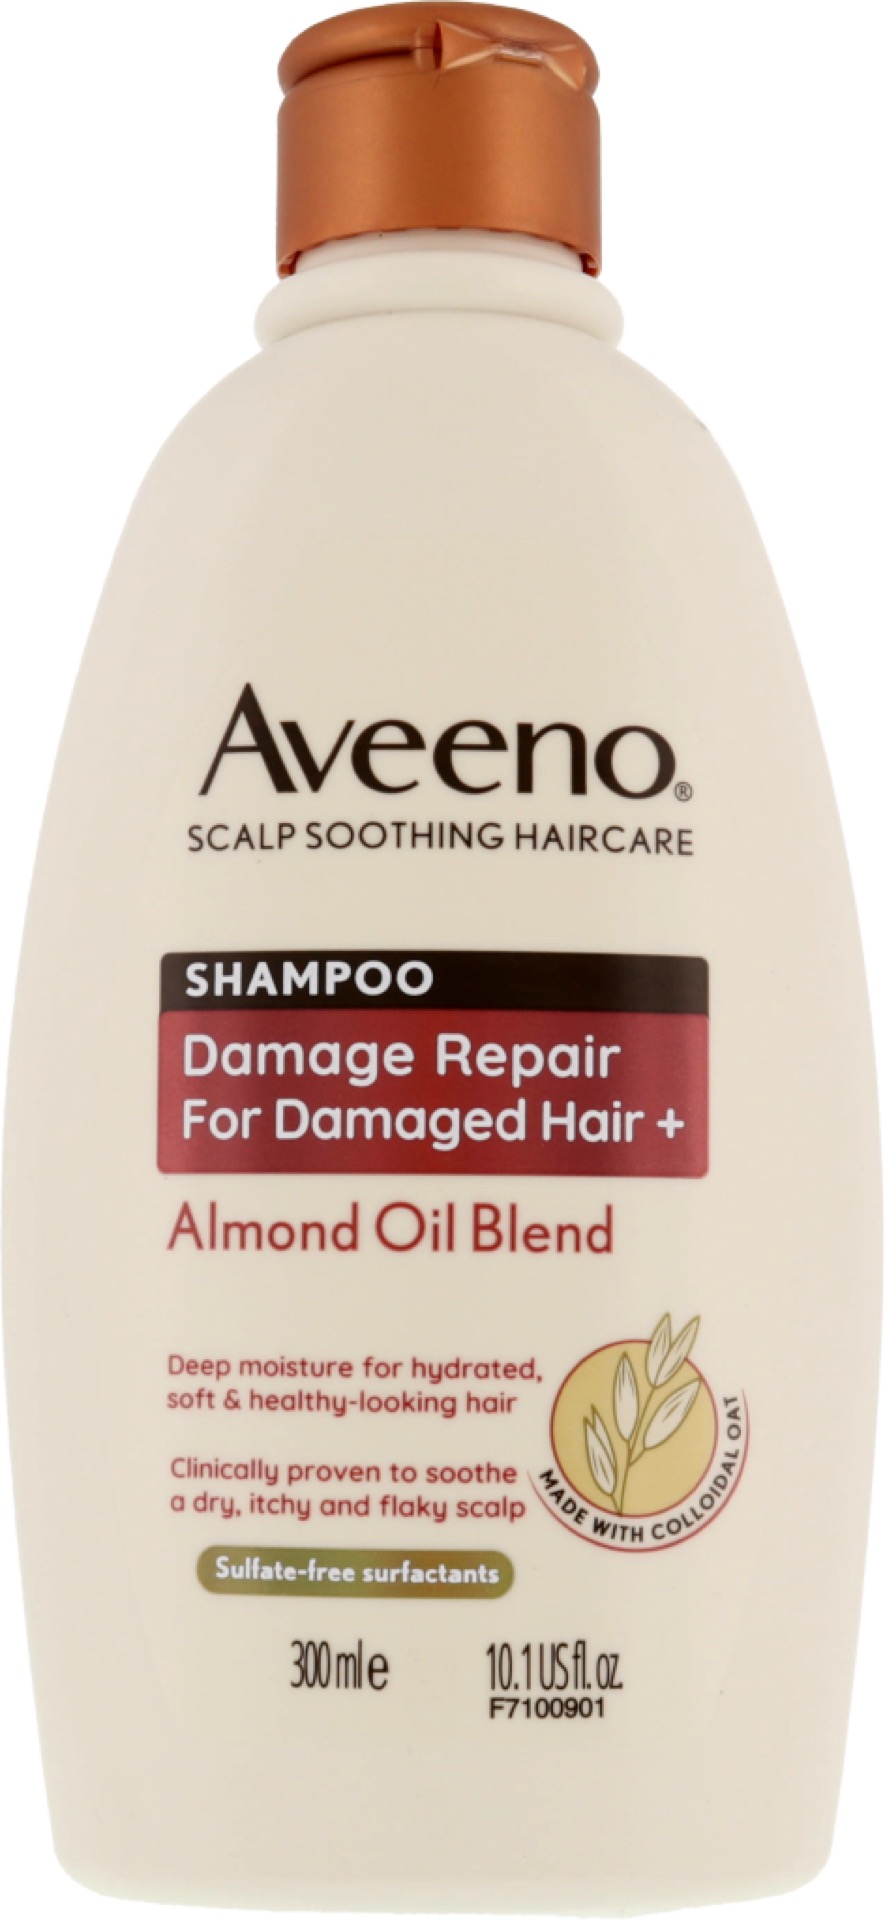 Aveeno®
SCALP SOOTHING HAIRCARE
SHAMPOO
Damage Repair
For Damaged Hair +
Almond Oil Blend
Deep moisture for hydrated,
soft & healthy-looking hair
Clinically proven to soothe
a dry, itchy and flaky scalp
MADE WITH COLLOIDAL OAT
Sulfate-free surfactants
300 ml e 10.1 US fl. oz.
F7100901